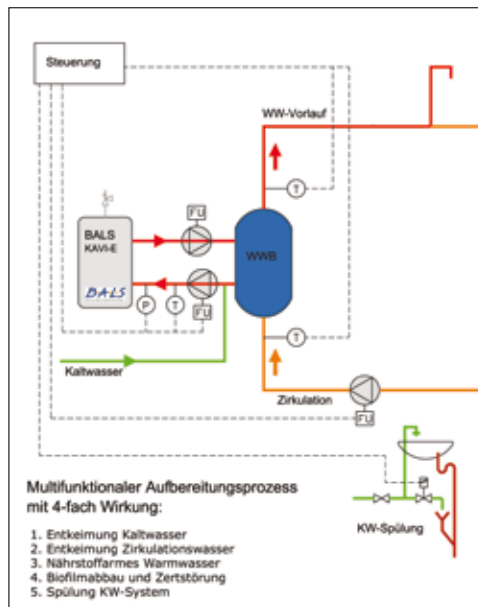 Steuerung
WW-Vorlauf
T
FU
BALS
KAVI-E
BALS
WWB
P
T
FU
T
Kaltwasser
Zirkulation
FU
Multifunktionaler Aufbereitungsprozess
mit 4-fach Wirkung:
KW-Spülung
1. Entkeimung Kaltwasser
2. Entkeimung Zirkulationswasser
3. Nährstoffarmes Warmwasser
4. Biofilmabbau und Zertstörung
5. Spülung KW-System